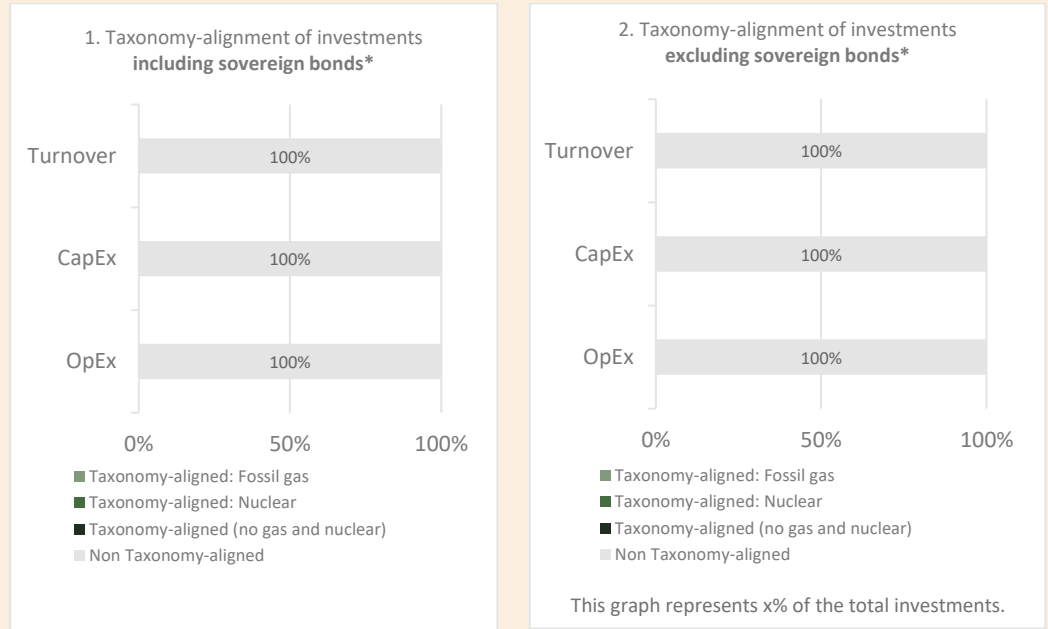 1. Taxonomy-alignment of investments
including sovereign bonds*
Turnover
100%
CapEx
100%
OpEx
100%
0%
50%
100%
Taxonomy-aligned: Fossil gas
Taxonomy-aligned: Nuclear
Taxonomy-aligned (no gas and nuclear)
Non Taxonomy-aligned
2. Taxonomy-alignment of investments
excluding sovereign bonds*
Turnover
100%
CapEx
100%
OpEx
100%
0%
50%
100%
Taxonomy-aligned: Fossil gas
Taxonomy-aligned: Nuclear
Taxonomy-aligned (no gas and nuclear)
Non Taxonomy-aligned
This graph represents x% of the total investments.